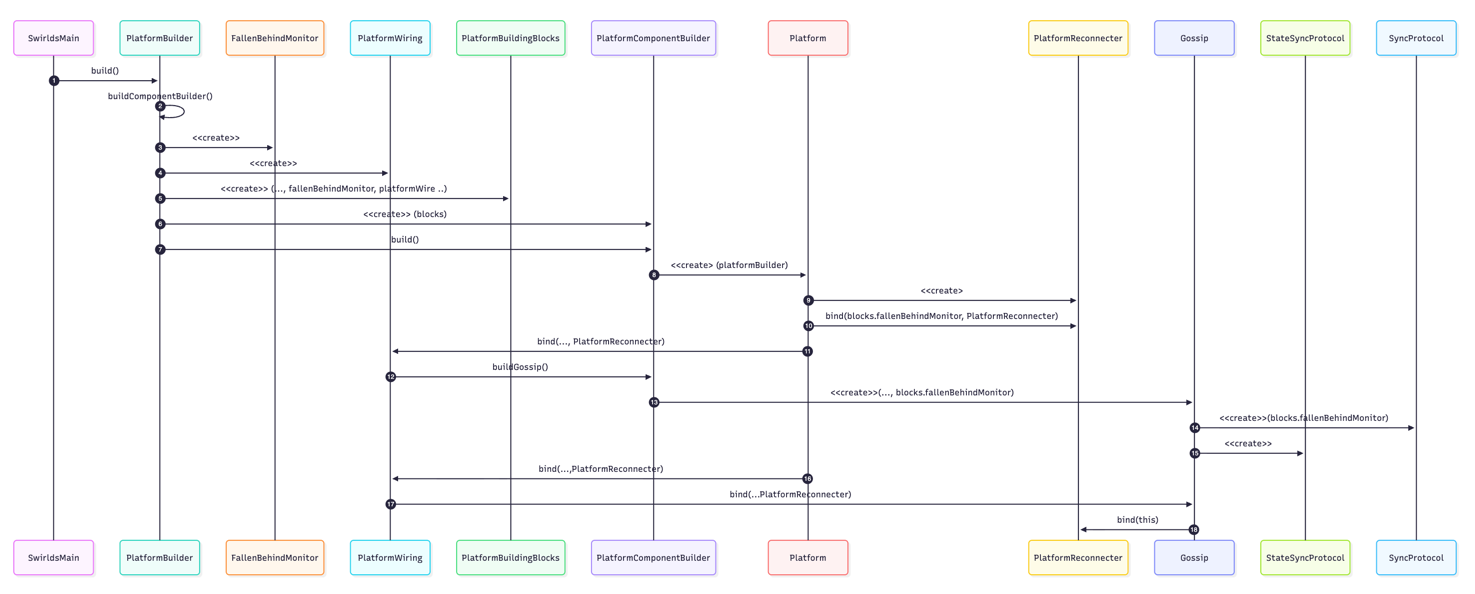 SwirldsMain
PlatformBuilder
FallenBehindMonitor
PlatformWiring
PlatformBuildingBlocks
PlatformComponentBuilder
Platform
PlatformReconnecter
Gossip
StateSyncProtocol
SyncProtocol
build()
1
buildComponentBuilder()
2
<<create>>
3
<<create>>
4
<<create>> (..., fallenBehindMonitor, platformWire ..)
5
<<create>> (blocks)
6
build()
7
<<create> (platformBuilder)
8
<<create>
9
bind(blocks.fallenBehindMonitor, PlatformReconnecter)
10
bind(..., PlatformReconnecter)
11
buildGossip()
12
<<create>>(..., blocks.fallenBehindMonitor)
13
<<create>>(blocks.fallenBehindMonitor)
14
<<create>>
15
bind(...,PlatformReconnecter)
16
bind(...PlatformReconnecter)
17
bind(this)
18
SwirldsMain
PlatformBuilder
FallenBehindMonitor
PlatformWiring
PlatformBuildingBlocks
PlatformComponentBuilder
Platform
PlatformReconnecter
Gossip
StateSyncProtocol
SyncProtocol